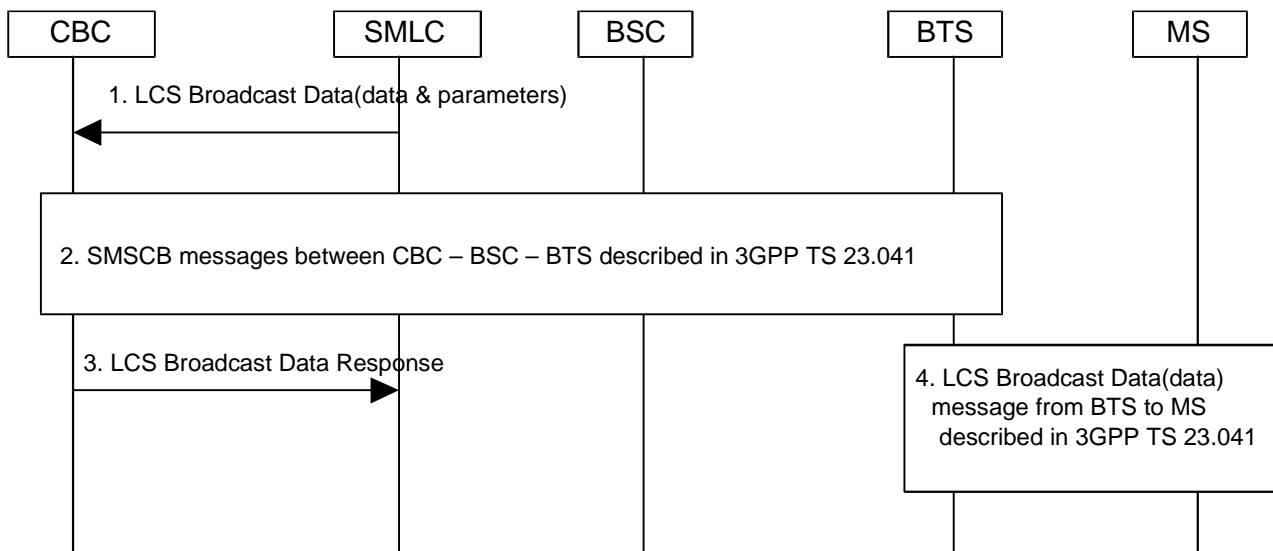 CBC
SMLC
BSC
BTS
MS
1. LCS Broadcast Data(data & parameters)
2. SMSCB messages between CBC – BSC – BTS described in 3GPP TS 23.041
3. LCS Broadcast Data Response
4. LCS Broadcast Data(data)
message from BTS to MS
described in 3GPP TS 23.041